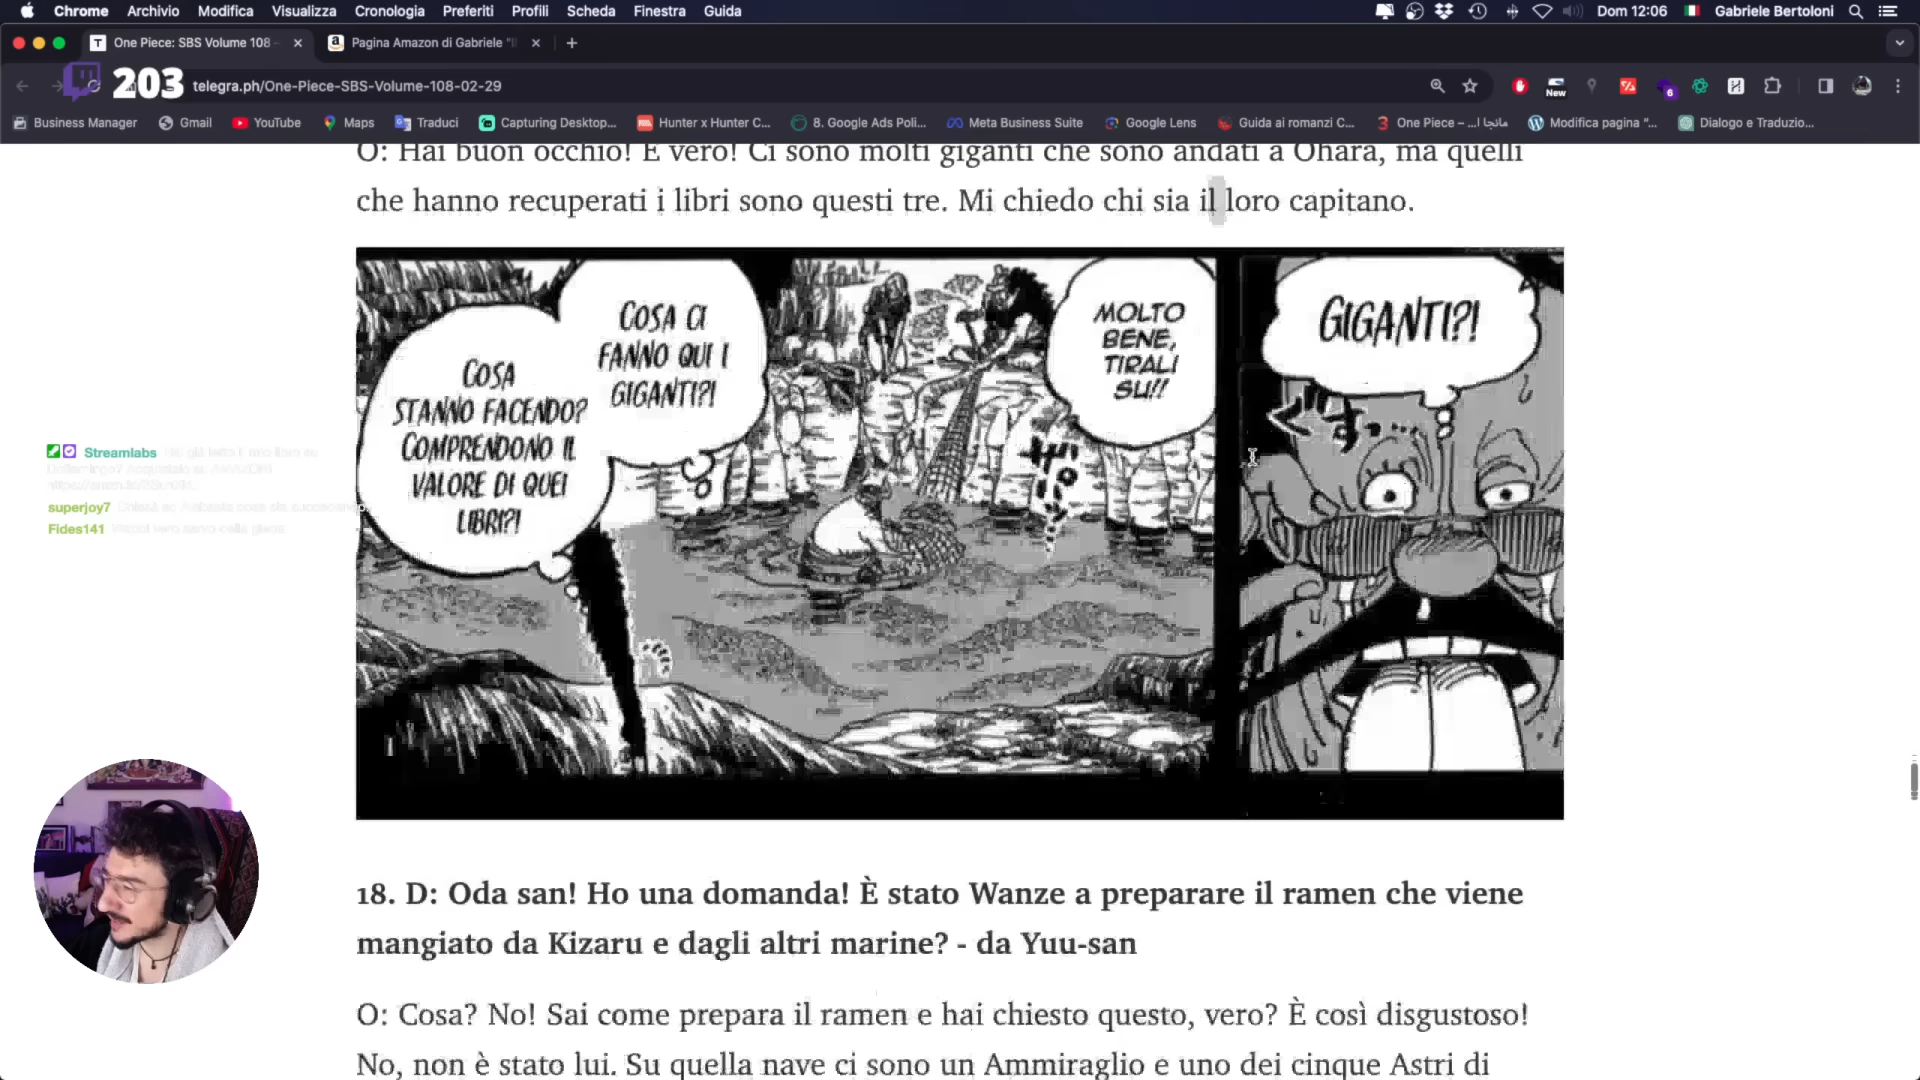 Chrome Archivio Modifica Visualizza Cronologia Preferiti Profili Scheda Finestra Guida Dom 12:06 Gabriele Bertoloni
One Piece: SBS Volume 108 - Pagina Amazon di Gabriele
203 telegra.ph/One-Piece-SBS-Volume-108-02-29 New 6
Business Manager Gmail YouTube Maps Traduci Capturing Desktop... Hunter x Hunter C... 8. Google Ads Poli... Meta Business Suite Google Lens Guida ai romanzi C... One Piece – ... Modifica pagina “... Dialogo e Traduzio...
O: Hai buon occhio! È vero! Ci sono molti giganti che sono andati a Ohara, ma quelli
che hanno recuperati i libri sono questi tre. Mi chiedo chi sia il loro capitano.
COSA
STANNO FACENDO?
COMPRENDONO IL
VALORE DI QUEI
LIBRI?!
COSA CI
FANNO QUI I
GIGANTI?!
MOLTO
BENE,
TIRALI
SU!!
GIGANTI?!
Streamlabs
superjoy7
Fides141
18. D: Oda san! Ho una domanda! È stato Wanze a preparare il ramen che viene
mangiato da Kizaru e dagli altri marine? - da Yuu-san
O: Cosa? No! Sai come prepara il ramen e hai chiesto questo, vero? È così disgustoso!
No, non è stato lui. Su quella nave ci sono un Ammiraglio e uno dei cinque Astri di